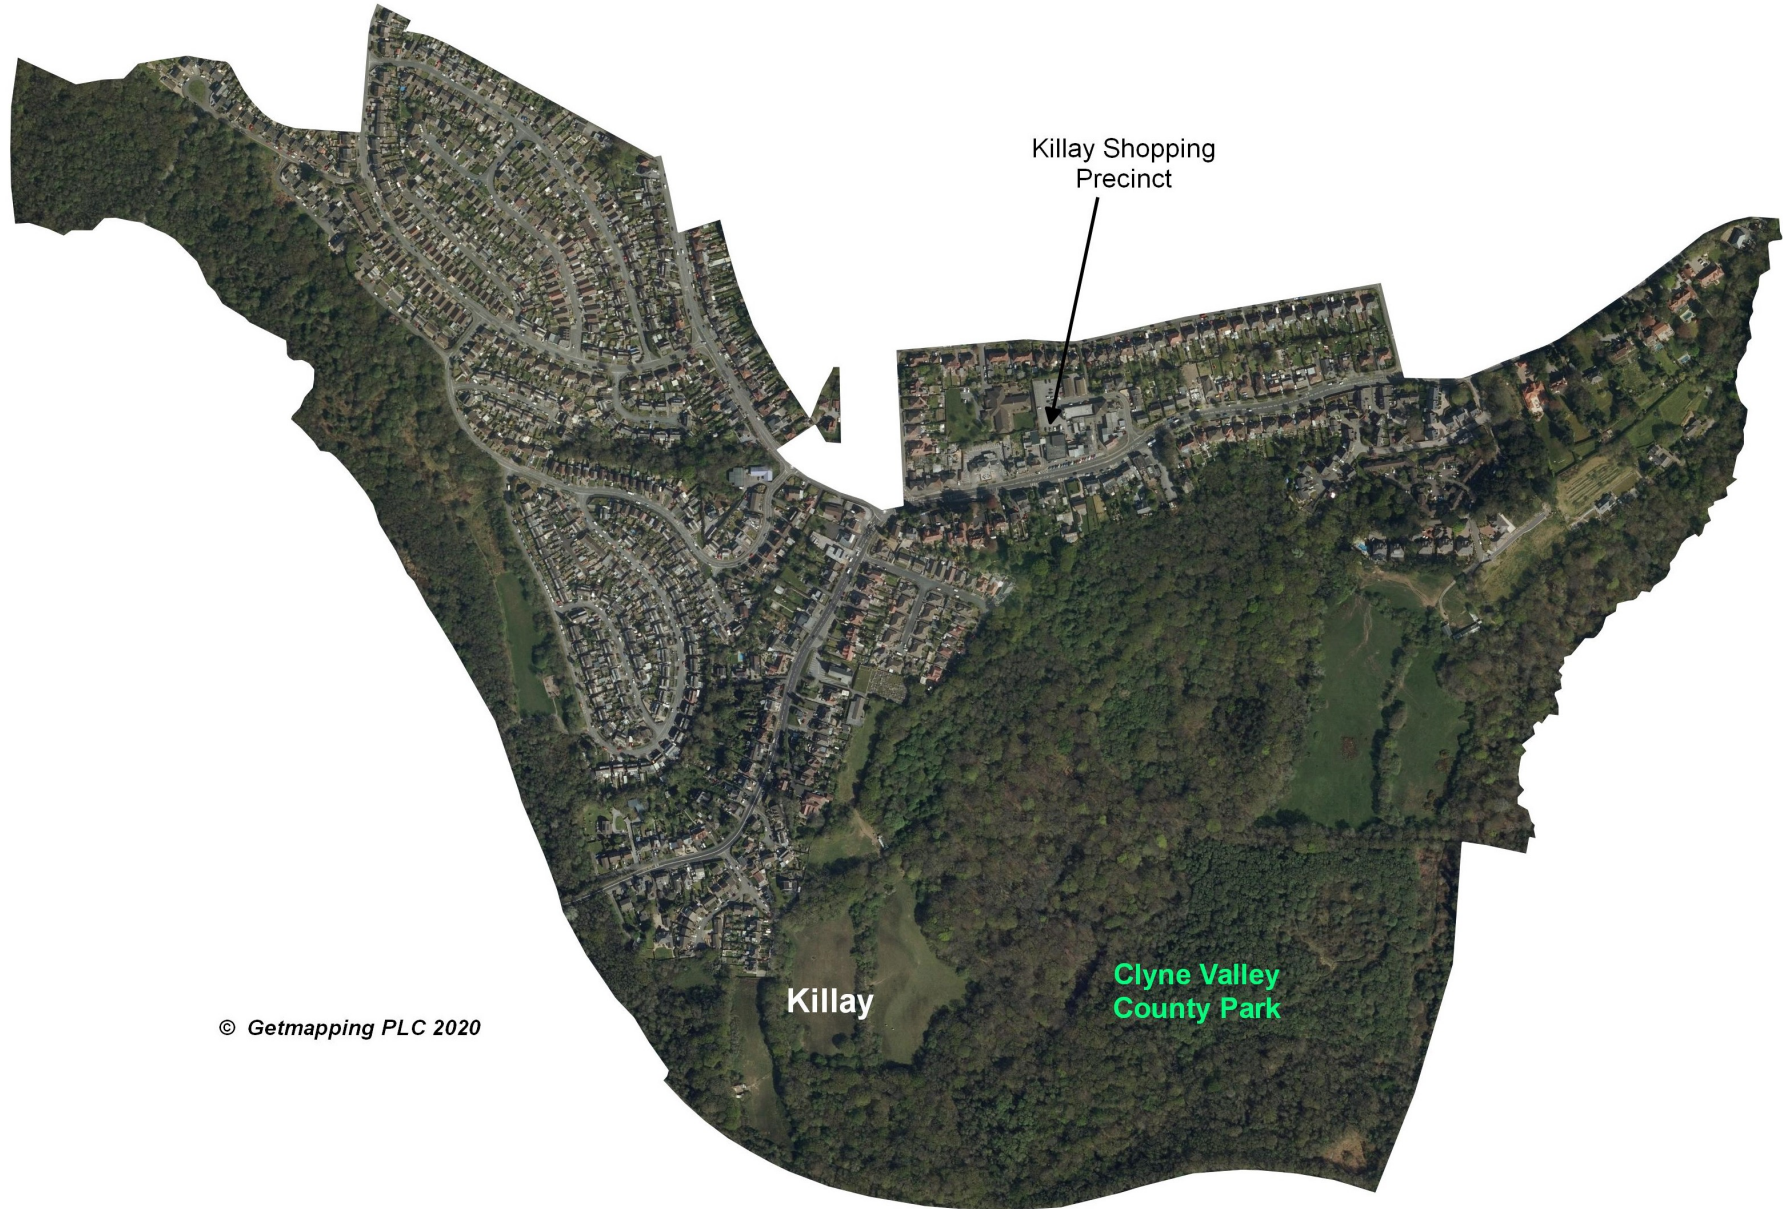 Killay Shopping
Precinct
Clyne Valley
County Park
Killay
© Getmapping PLC 2020